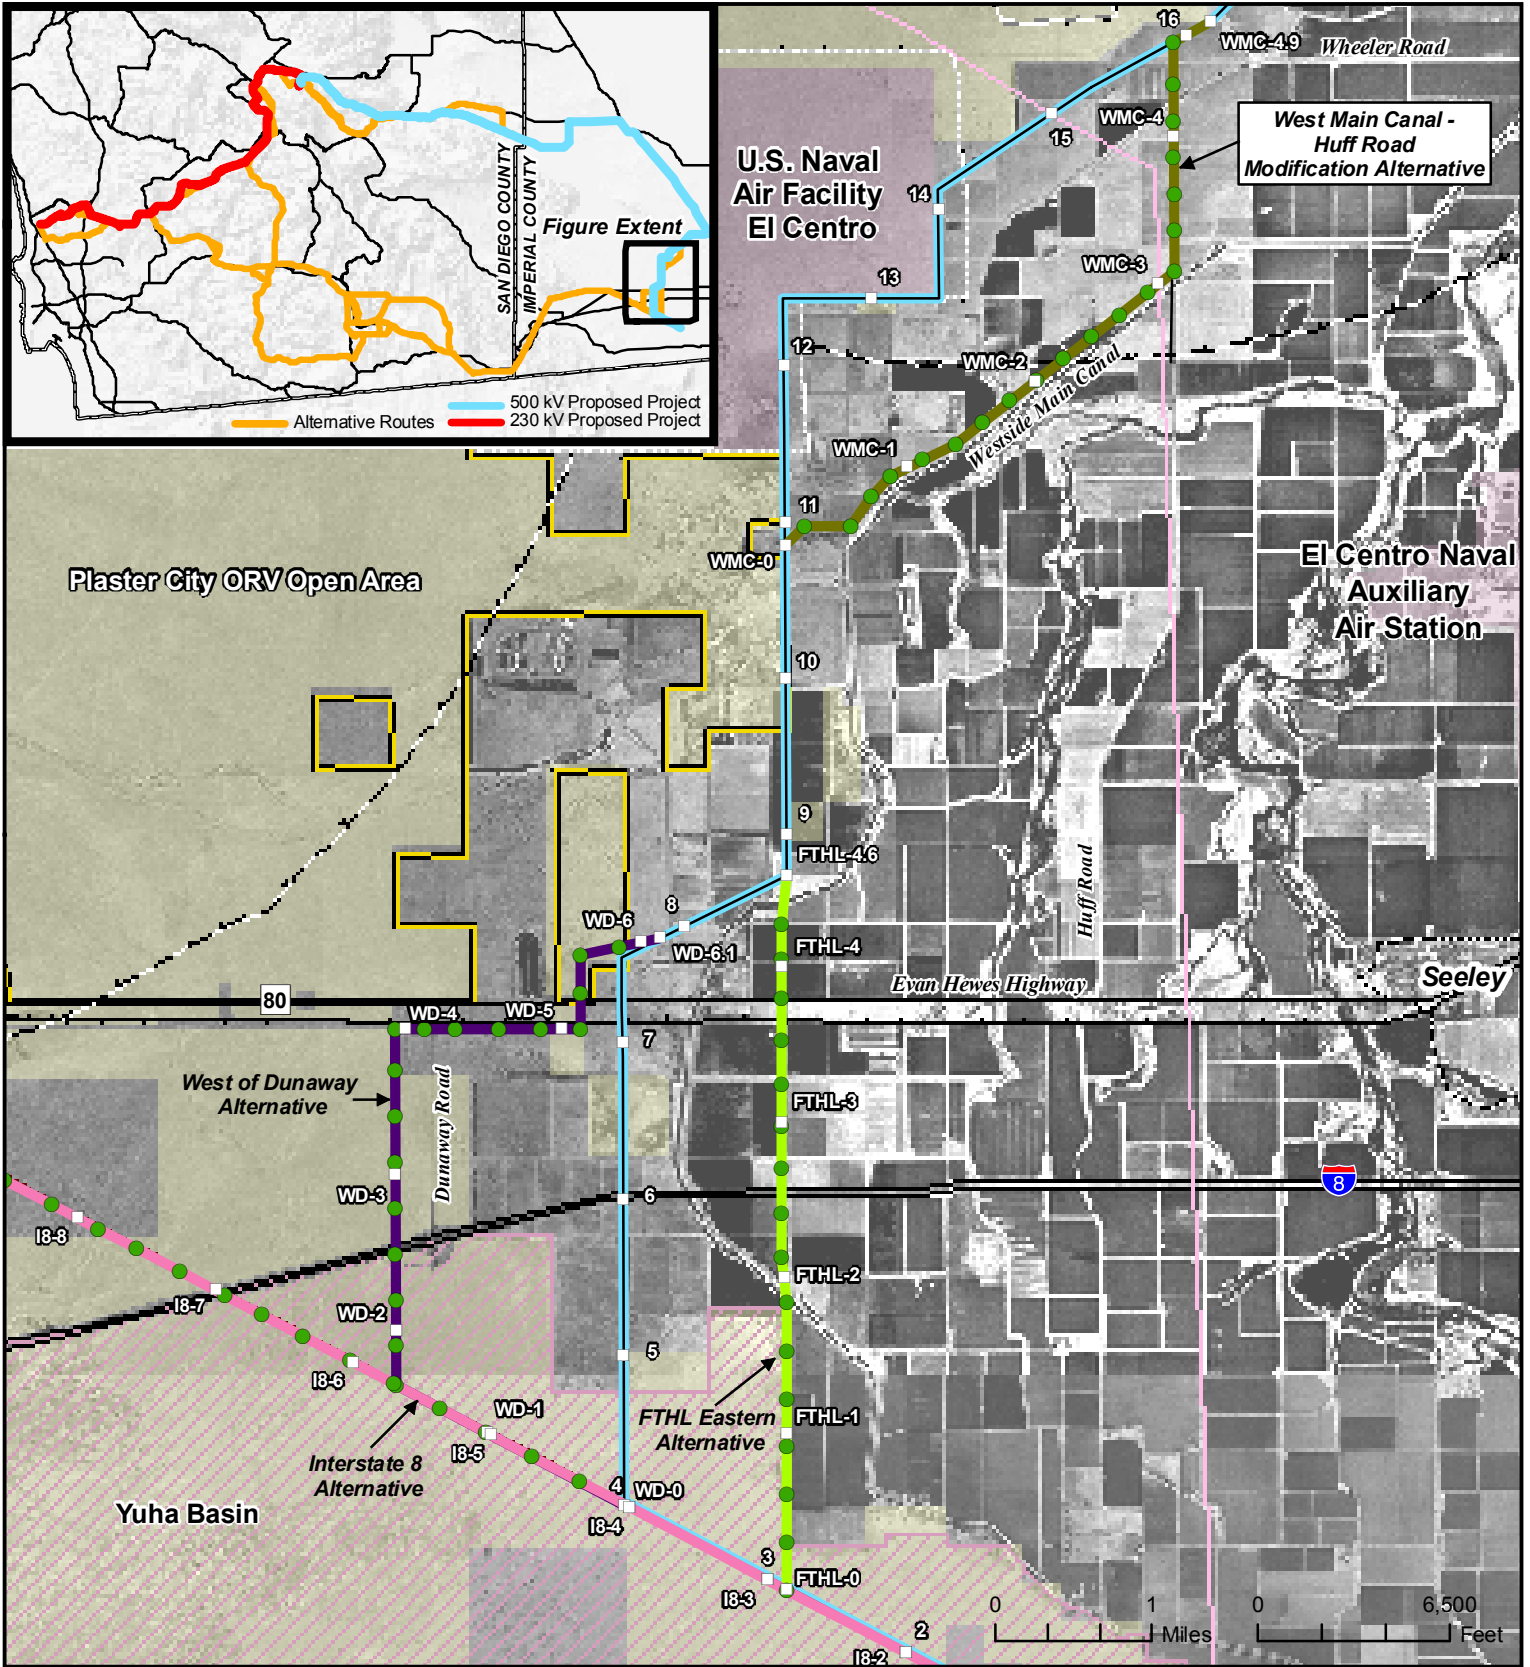 16
WMC-4.9
Wheeler Road
WMC-4
West Main Canal -
Huff Road
Modification Alternative
15
U.S. Naval
Air Facility
El Centro
14
SAN DIEGO COUNTY
IMPERIAL COUNTY
Figure Extent
WMC-3
13
12
WMC-2
Westside Main Canal
500 kV Proposed Project
Alternative Routes
230 kV Proposed Project
WMC-1
11
WMC-0
Plaster City ORV Open Area
El Centro Naval
Auxiliary
Air Station
10
9
FTHL-4.6
Huff Road
8
WD-6
WD-6.1
FTHL-4
Evan Hewes Highway
Seeley
80
WD-4
WD-5
7
West of Dunaway
Alternative
Dunaway Road
FTHL-3
8
WD-3
6
I8-8
FTHL-2
I8-7
WD-2
5
I8-6
WD-1
FTHL Eastern
Alternative
FTHL-1
I8-5
Interstate 8
Alternative
4
WD-0
Yuha Basin
I8-4
3
FTHL-0
I8-3
0
1
Miles
0
6,500
Feet
2
I8-2